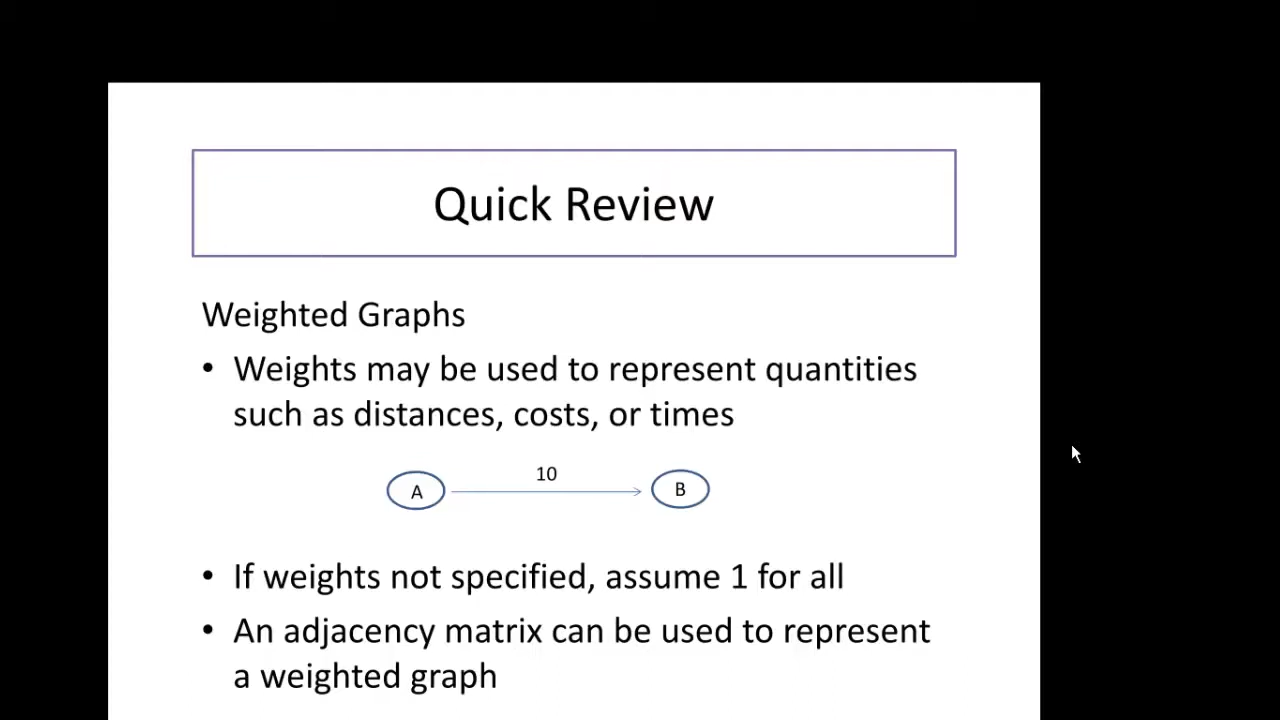 Quick Review
Weighted Graphs
• Weights may be used to represent quantities
such as distances, costs, or times
10
A
B
• If weights not specified, assume 1 for all
• An adjacency matrix can be used to represent
a weighted graph